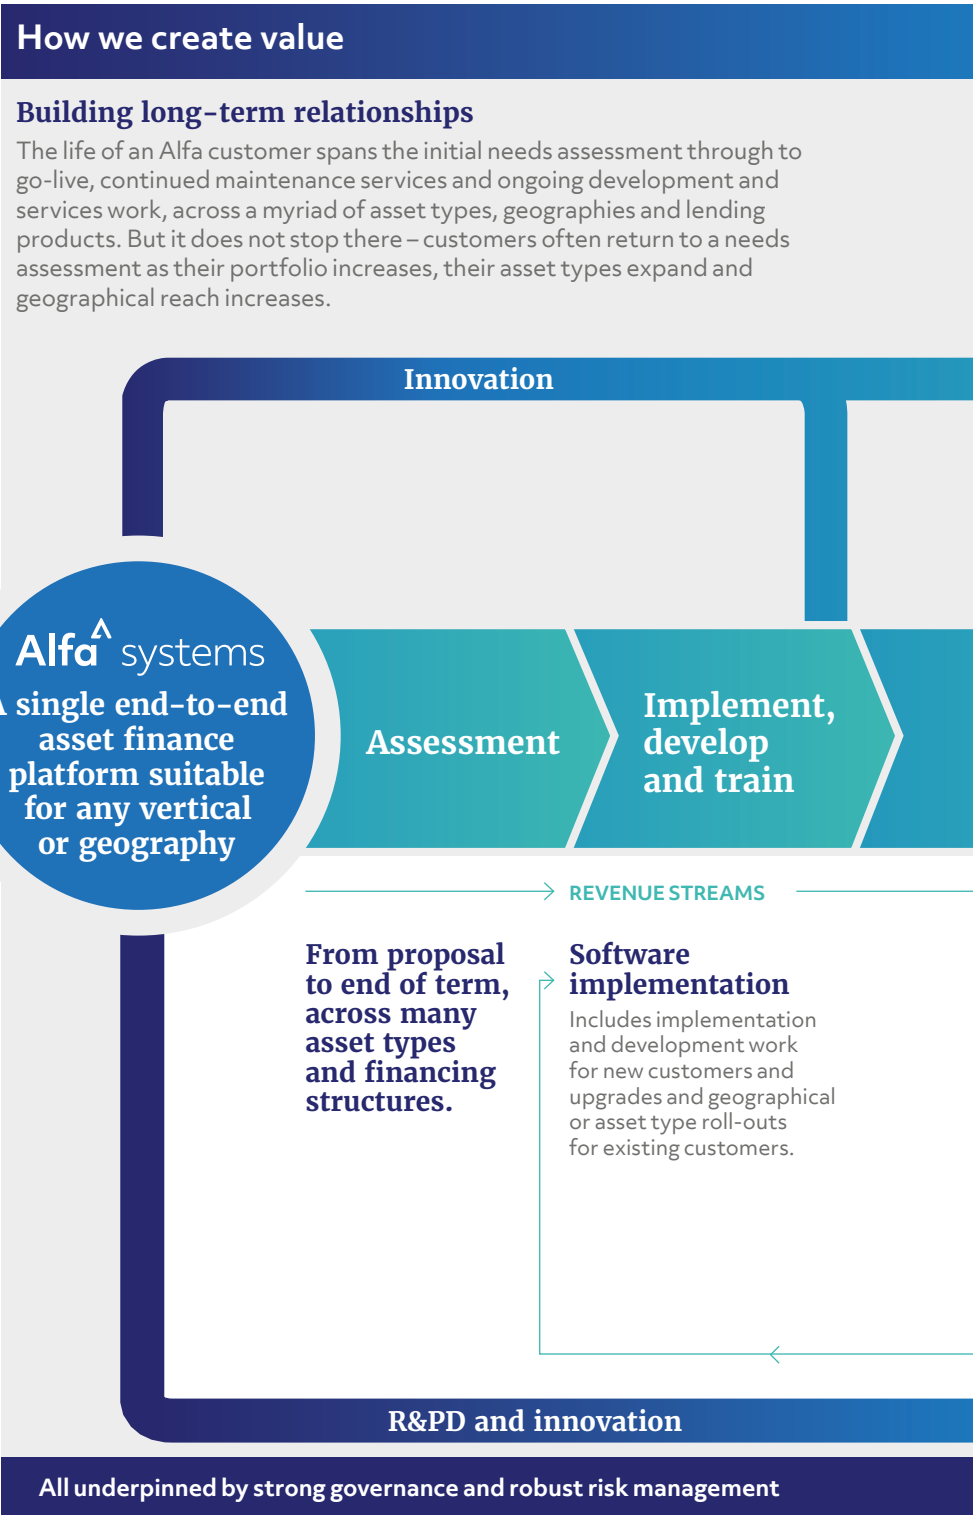 How we create value
Building long-term relationships
The life of an Alfa customer spans the initial needs assessment through to
go-live, continued maintenance services and ongoing development and
services work, across a myriad of asset types, geographies and lending
products. But it does not stop there – customers often return to a needs
assessment as their portfolio increases, their asset types expand and
geographical reach increases.
Innovation
Alfa systems
A single end-to-end
asset finance
platform suitable
for any vertical
or geography
Assessment
Implement,
develop
and train
REVENUE STREAMS
From proposal
to end of term,
across many
asset types
and financing
structures.
Software
implementation
Includes implementation
and development work
for new customers and
upgrades and geographical
or asset type roll-outs
for existing customers.
R&PD and innovation
All underpinned by strong governance and robust risk management